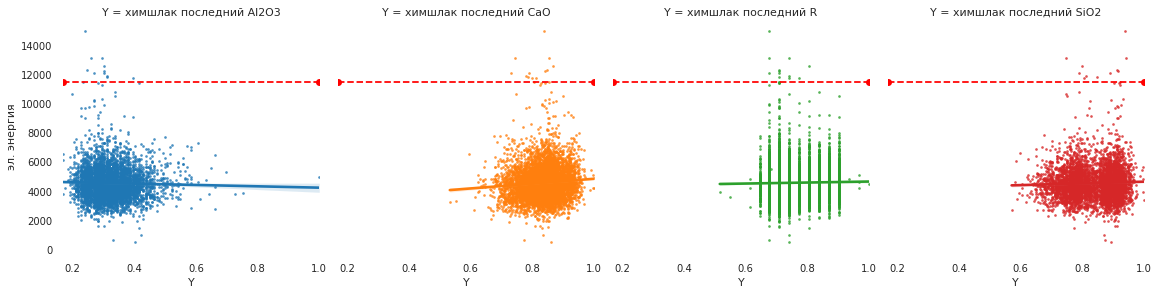 Y = химшлак последний Al2O3
Y = химшлак последний CaO
Y = химшлак последний R
Y = химшлак последний SiO2
эл. энергия
14000
12000
10000
8000
6000
4000
2000
0
0.2 0.4 0.6 0.8 1.0
0.2 0.4 0.6 0.8 1.0
0.2 0.4 0.6 0.8 1.0
0.2 0.4 0.6 0.8 1.0
Y
Y
Y
Y